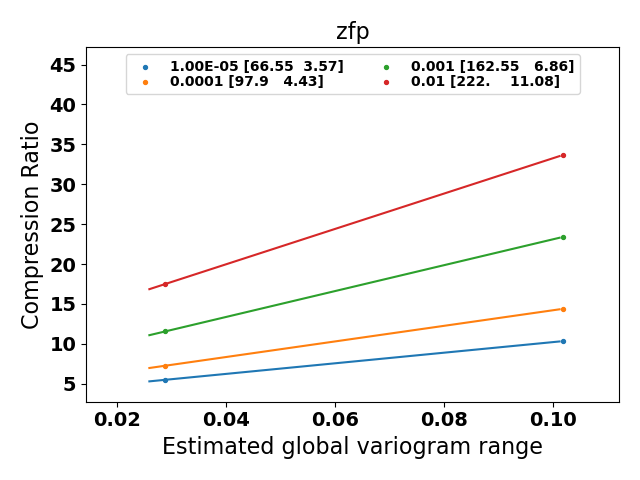 zfp
1.00E-05 [66.55  3.57]
0.0001 [97.9   4.43]
0.001 [162.55   6.86]
0.01 [222.    11.08]
Compression Ratio
45
40
35
30
25
20
15
10
5
0.02 0.04 0.06 0.08 0.10
Estimated global variogram range